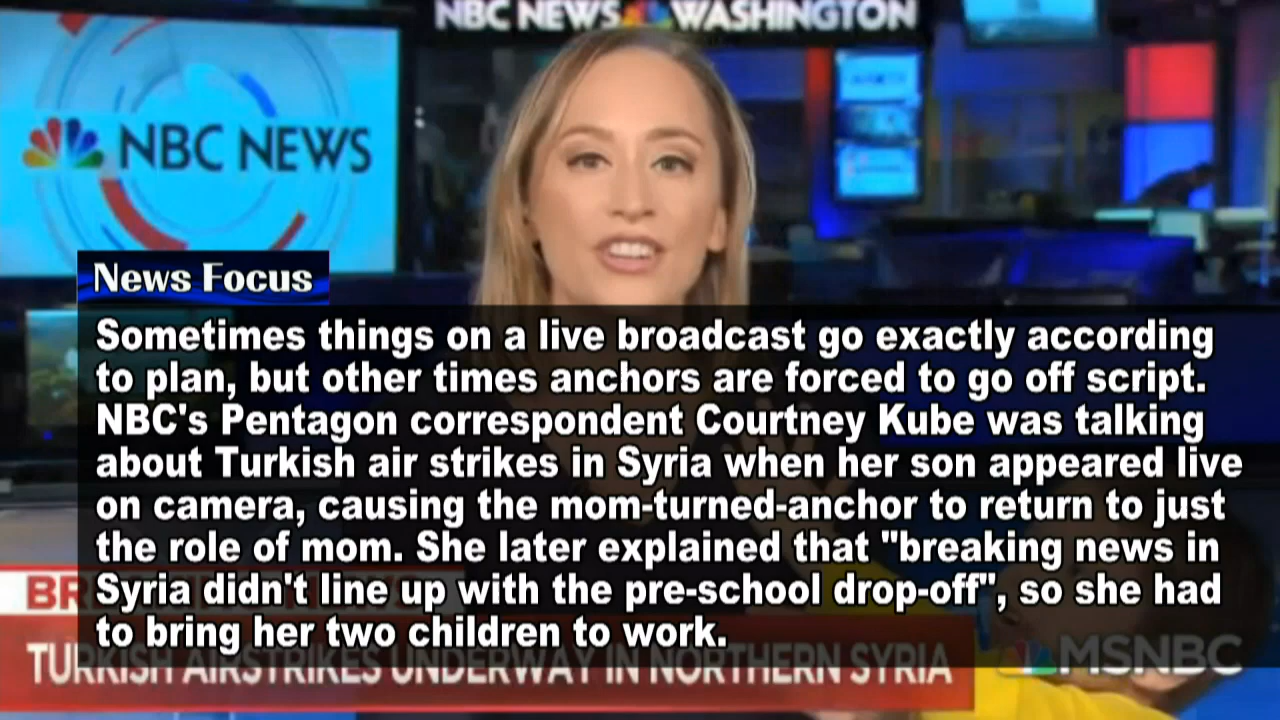 NBC NEWS WASHINGTON
NBC NEWS
News Focus
Sometimes things on a live broadcast go exactly according
to plan, but other times anchors are forced to go off script.
NBC's Pentagon correspondent Courtney Kube was talking
about Turkish air strikes in Syria when her son appeared live
on camera, causing the mom-turned-anchor to return to just
the role of mom. She later explained that "breaking news in
Syria didn't line up with the pre-school drop-off", so she had
to bring her two children to work.
TURKISH AIRSTRIKES UNDERWAY IN NORTHERN SYRIA
MSNBC